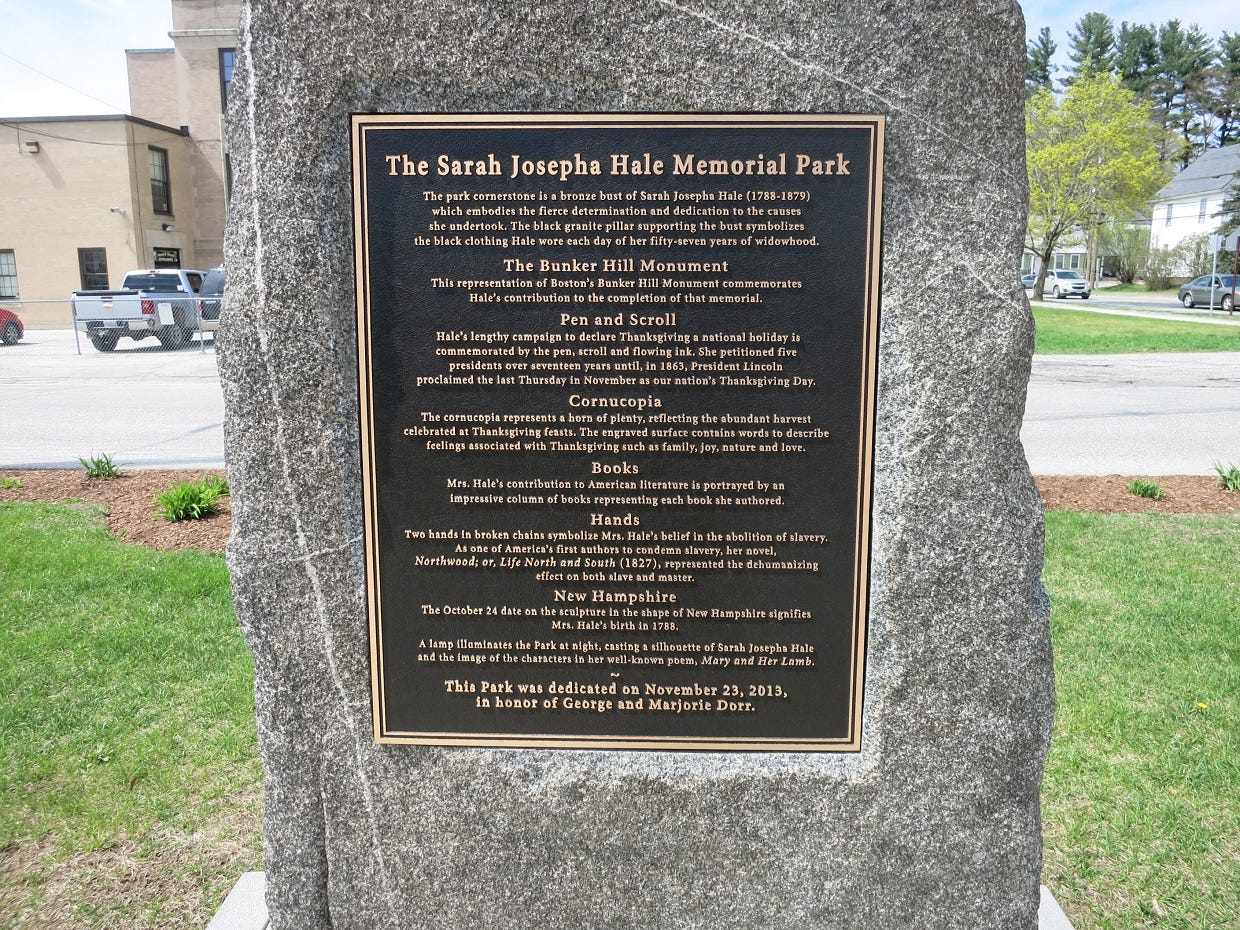 The Sarah Josepha Hale Memorial Park
The park cornerstone is a bronze bust of Sarah Josepha Hale (1788-1879)
which embodies the fierce determination and dedication to the causes
she undertook. The black granite pillar supporting the bust symbolizes
the black clothing Hale wore each day of her fifty-seven years of widowhood.
The Bunker Hill Monument
This representation of Boston's Bunker Hill Monument commemorates
Hale's contribution to the completion of that memorial.
Pen and Scroll
Hale's lengthy campaign to declare Thanksgiving a national holiday is
commemorated by the pen, scroll and flowing ink. She petitioned five
presidents over seventeen years until, in 1863, President Lincoln
proclaimed the last Thursday in November as our nation's Thanksgiving Day.
Cornucopia
The cornucopia represents a horn of plenty, reflecting the abundant harvest
celebrated at Thanksgiving feasts. The engraved surface contains words to describe
feelings associated with Thanksgiving such as family, joy, nature and love.
Books
Mrs. Hale's contribution to American literature is portrayed by an
impressive column of books representing each book she authored.
Hands
Two hands in broken chains symbolize Mrs. Hale's belief in the abolition of slavery.
As one of America's first authors to condemn slavery, her novel,
Northwood; or, Life North and South (1827), represented the dehumanizing
effect on both slave and master.
New Hampshire
The October 24 date on the sculpture in the shape of New Hampshire signifies
Mrs. Hale's birth in 1788.
A lamp illuminates the Park at night, casting a silhouette of Sarah Josepha Hale
and the image of the characters in her well-known poem, Mary and Her Lamb.
~
This Park was dedicated on November 23, 2013,
in honor of George and Marjorie Dorr.